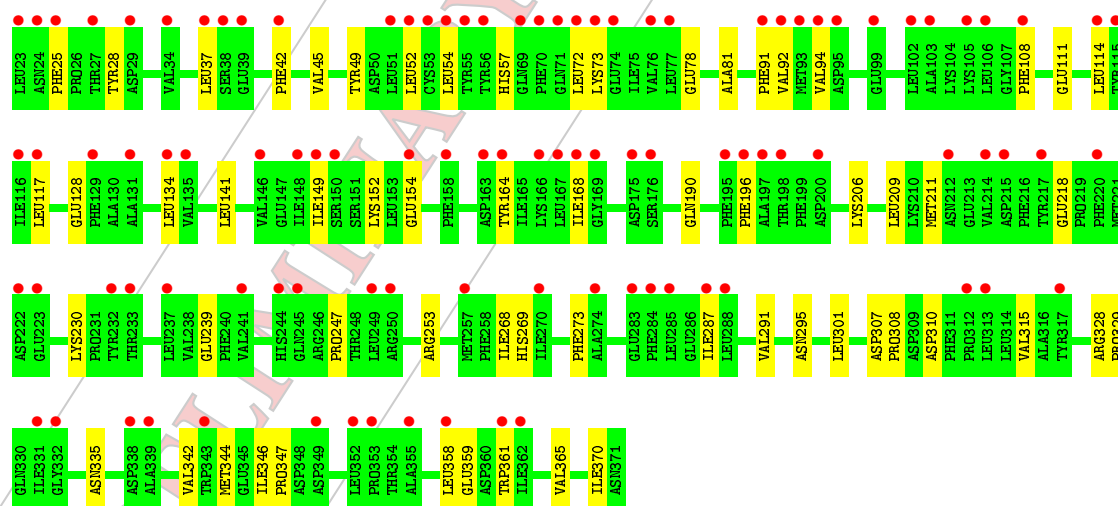 LEU23 ASN24 PHE25 PRO26 THR27 TYR28 ASP29 VAL34 LEU37 SER38 GLU39 PHE42 VAL45 TYR49 ASP50 LEU51 LEU52 CYS53 LEU54 TYR55 TYR56 HIS57 GLN69 PHE70 GLN71 LEU72 LYS73 GLU74 ILE75 VAL76 LEU77 GLU78 ALA81 PHE91 VAL92 MET93 VAL94 ASP95 GLU99 LEU102 ALA103 LYS104 LYS105 LEU106 GLY107 PHE108 GLU111 LEU114 TYR115
ILE116 LEU117 GLU128 PHE129 ALA130 ALA131 LEU134 VAL135 LEU141 VAL146 GLU147 ILE148 ILE149 SER150 SER151 LYS152 LEU153 GLU154 PHE158 ASP163 TYR164 ILE165 LYS166 LEU167 ILE168 GLY169 ASP175 SER176 GLN190 PHE195 PHE196 ALA197 THR198 PHE199 ASP200 LYS206 LEU209 LYS210 MET211 ASN212 GLU213 VAL214 ASP215 PHE216 TYR217 GLU218 PRO219 PHE220 MET221
ASP222 GLU223 LYS230 PRO231 TYR232 THR233 LEU237 VAL238 GLU239 PHE240 VAL241 HIS244 GLN245 ARG246 PRO247 THR248 LEU249 ARG250 ARG253 MET257 PHE258 ILE268 HIS269 ILE270 PHE273 ALA274 GLU283 PHE284 LEU285 GLU286 ILE287 LEU288 VAL291 ASN295 LEU301 ASP307 PRO308 ASP309 ASP310 PHE311 PRO312 LEU313 LEU314 VAL315 ALA316 TYR317 ARG328 PRO329
GLN330 ILE331 GLY332 ASN335 ASP338 ALA339 VAL342 TRP343 MET344 GLU345 ILE346 PRO347 ASP348 ASP349 LEU352 PRO353 THR354 ALA355 LEU358 GLU359 ASP360 TRP361 ILE362 VAL365 ILE370 ASN371